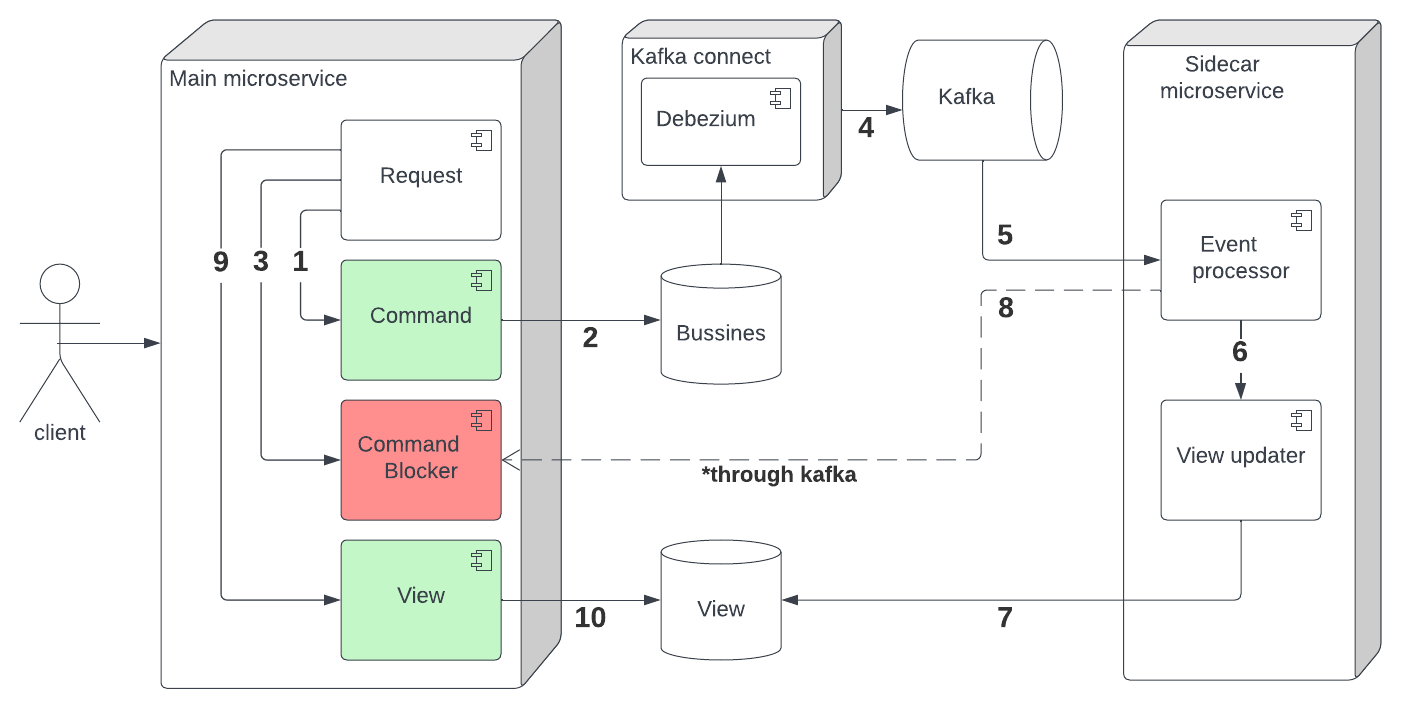 Main microservice
Request
9
3
1
Command
Command
Blocker
View
client
2
Kafka connect
Debezium
4
Kafka
Bussines
5
8
*through kafka
View
10
7
Sidecar
microservice
Event
processor
6
View updater